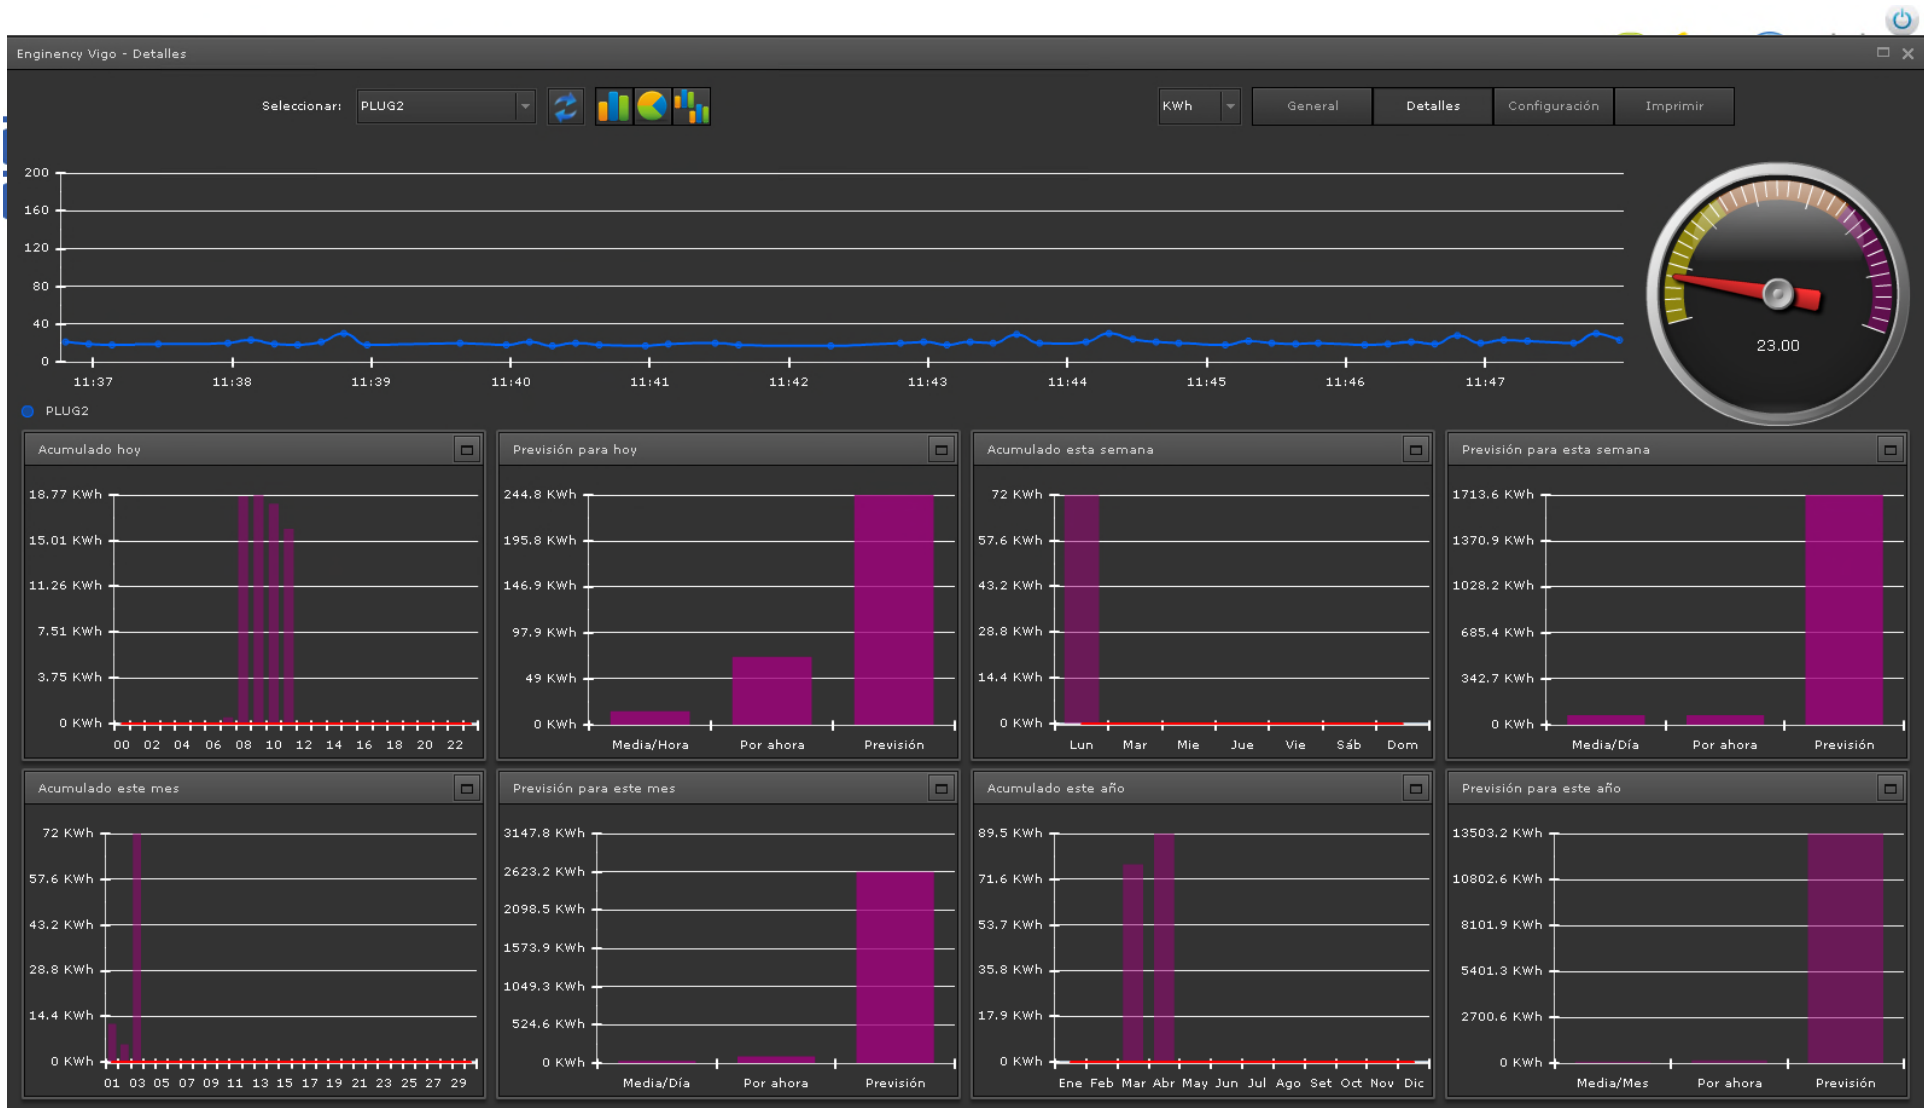 Enginency Vigo - Detalles
Seleccionar: PLUG2 KWh General Detalles Configuración Imprimir
200
160
120
80
40
0
11:37 11:38 11:39 11:40 11:41 11:42 11:43 11:44 11:45 11:46 11:47
23.00
PLUG2
Acumulado hoy
18.77 KWh
15.01 KWh
11.26 KWh
7.51 KWh
3.75 KWh
0 KWh
00 02 04 06 08 10 12 14 16 18 20 22
Previsión para hoy
244.8 KWh
195.8 KWh
146.9 KWh
97.9 KWh
49 KWh
0 KWh
Media/Hora Por ahora Previsión
Acumulado esta semana
72 KWh
57.6 KWh
43.2 KWh
28.8 KWh
14.4 KWh
0 KWh
Lun Mar Mie Jue Vie Sáb Dom
Previsión para esta semana
1713.6 KWh
1370.9 KWh
1028.2 KWh
685.4 KWh
342.7 KWh
0 KWh
Media/Día Por ahora Previsión
Acumulado este mes
72 KWh
57.6 KWh
43.2 KWh
28.8 KWh
14.4 KWh
0 KWh
01 03 05 07 09 11 13 15 17 19 21 23 25 27 29
Previsión para este mes
3147.8 KWh
2623.2 KWh
2098.5 KWh
1573.9 KWh
1049.3 KWh
524.6 KWh
0 KWh
Media/Día Por ahora Previsión
Acumulado este año
89.5 KWh
71.6 KWh
53.7 KWh
35.8 KWh
17.9 KWh
0 KWh
Ene Feb Mar Abr May Jun Jul Ago Set Oct Nov Dic
Previsión para este año
13503.2 KWh
10802.6 KWh
8101.9 KWh
5401.3 KWh
2700.6 KWh
0 KWh
Media/Mes Por ahora Previsión